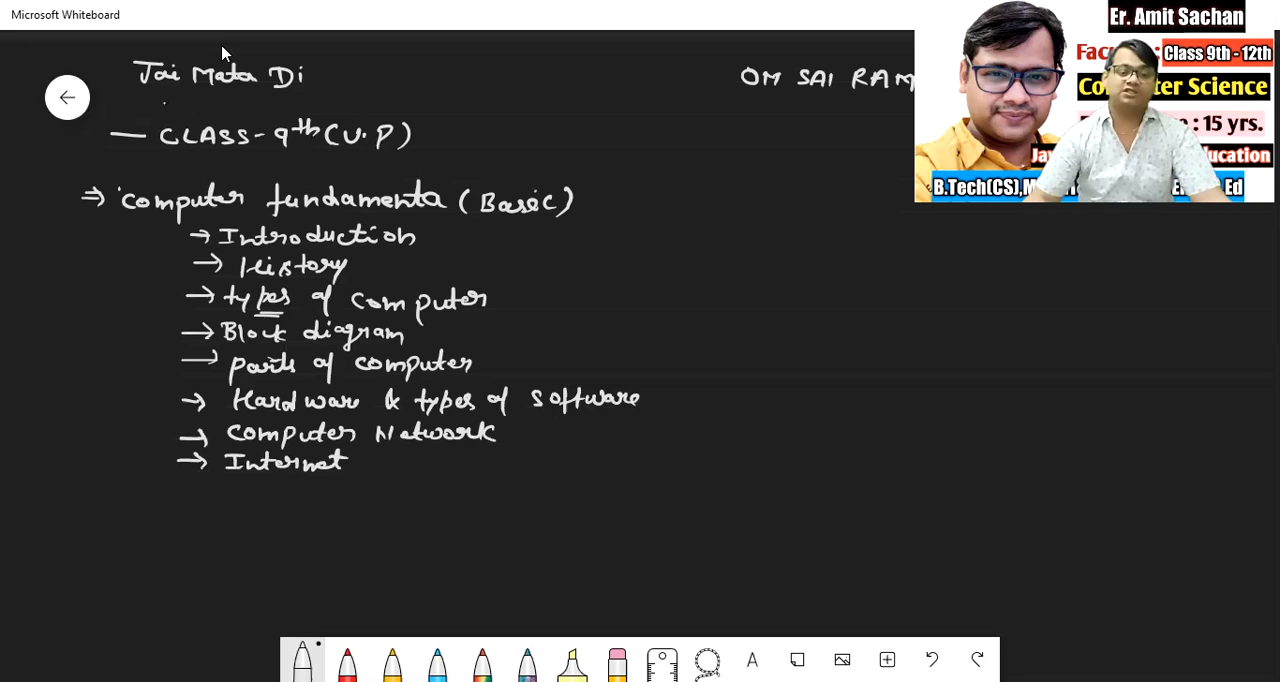 Microsoft Whiteboard
Er. Amit Sachan
Jai Mata Di
OM SAI RAM
Class 9th - 12th
Science
: 15 yrs.
CLASS-9th (U.P)
B.Tech(CS),M
Ed
⇒ Computer fundamenta (Basic)
→ Introduction
→ History
→ types of computer
→ Block diagram
→ parts of computer
→ Hardware & types of software
→ Computer Network
→ Internet